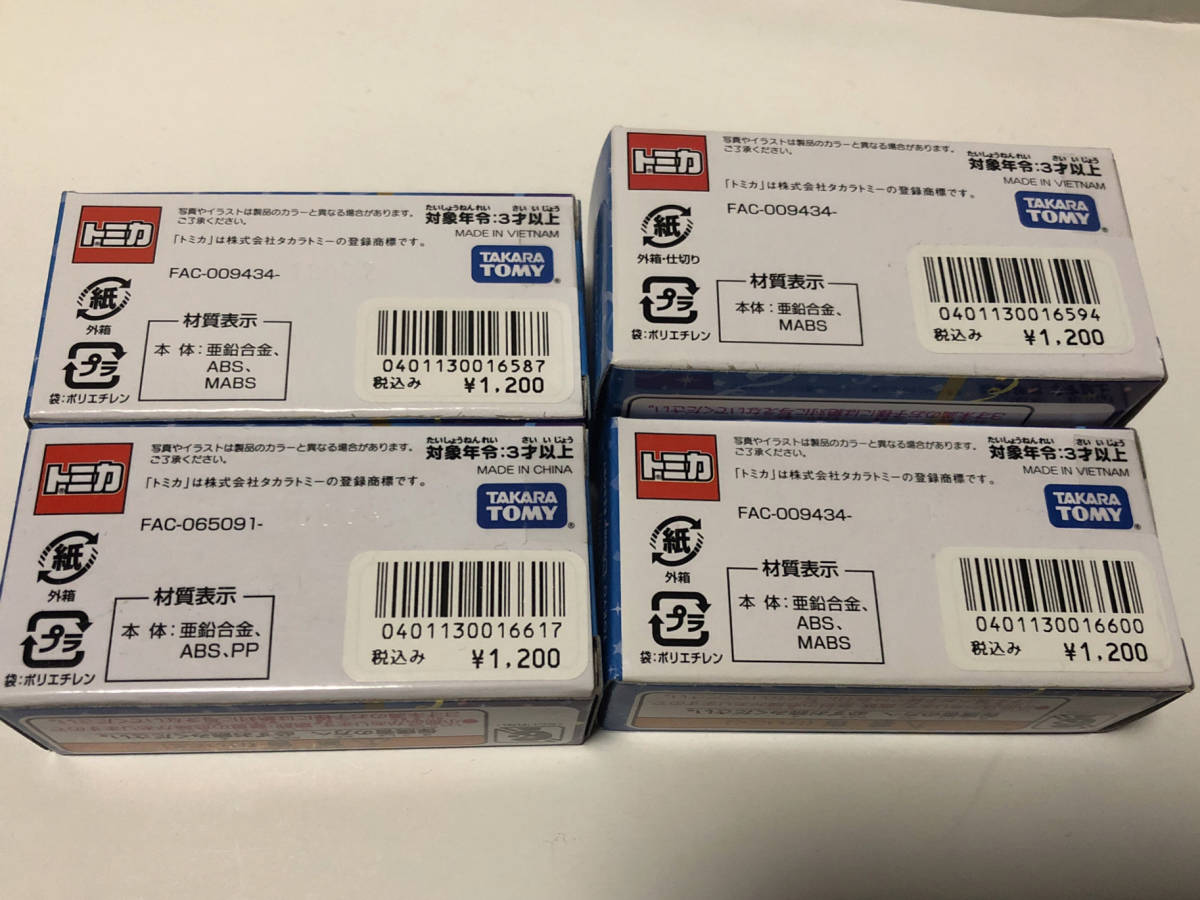 トミカ
写真やイラストは製品のカラーと異なる場合があります。
ご了承ください。
たいしょうねんれい さいいじょう
対象年令:3才以上
MADE IN VIETNAM
「トミカ」は株式会社タカラトミーの登録商標です。
TAKARA
TOMY
FAC-009434-
紙
外箱
プラ
袋:ポリエチレン
材質表示
本体:亜鉛合金、
ABS、
MABS
0401130016587
税込み ¥1,200
トミカ
写真やイラストは製品のカラーと異なる場合があります。
ご了承ください。
たいしょうねんれい さいいじょう
対象年令:3才以上
MADE IN VIETNAM
「トミカ」は株式会社タカラトミーの登録商標です。
TAKARA
TOMY
FAC-009434-
紙
外箱・仕切り
プラ
袋:ポリエチレン
材質表示
本体:亜鉛合金、
MABS
0401130016594
税込み ¥1,200
トミカ
写真やイラストは製品のカラーと異なる場合があります。
ご了承ください。
たいしょうねんれい さいいじょう
対象年令:3才以上
MADE IN CHINA
「トミカ」は株式会社タカラトミーの登録商標です。
TAKARA
TOMY
FAC-065091-
紙
外箱
プラ
袋:ポリエチレン
材質表示
本体:亜鉛合金、
ABS、PP
0401130016617
税込み ¥1,200
トミカ
写真やイラストは製品のカラーと異なる場合があります。
ご了承ください。
たいしょうねんれい さいいじょう
対象年令:3才以上
MADE IN VIETNAM
「トミカ」は株式会社タカラトミーの登録商標です。
TAKARA
TOMY
FAC-009434-
紙
外箱
プラ
袋:ポリエチレン
材質表示
本体:亜鉛合金、
ABS、
MABS
0401130016600
税込み ¥1,200